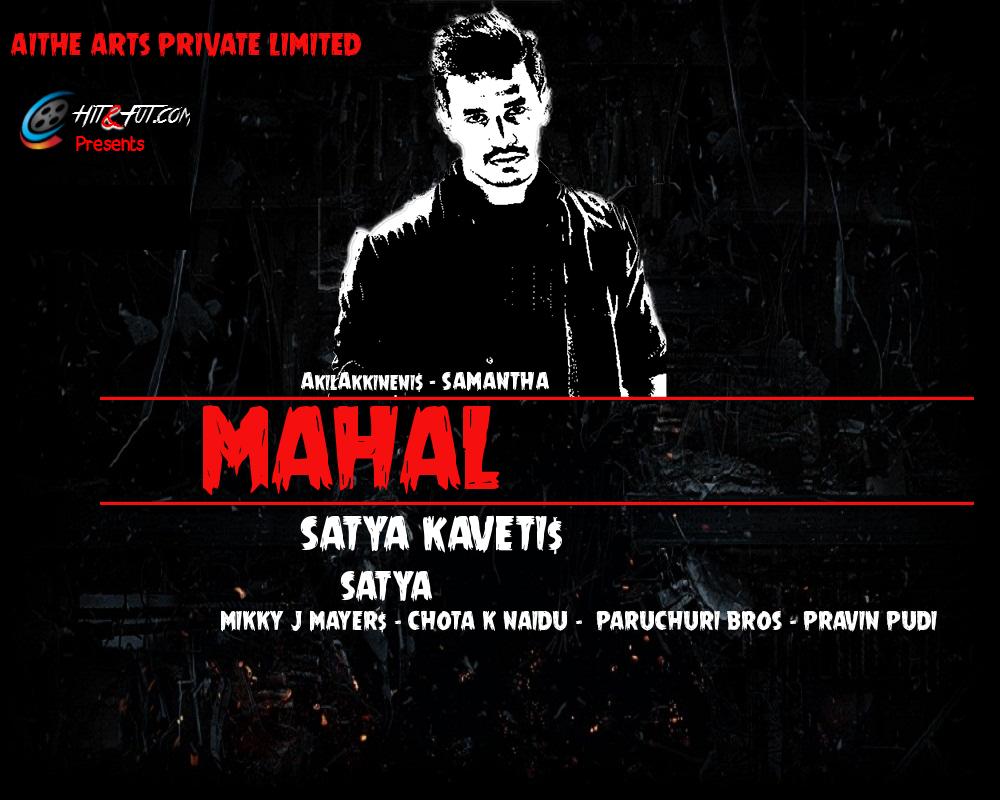 AITHE ARTS PRIVATE LIMITED
HIT&FUT.COM
Presents
AKILAKKINENI$ - SAMANTHA
MAHAL
SATYA KAVETI$
SATYA
MIKKY J MAYER$ - CHOTA K NAIDU - PARUCHURI BROS - PRAVIN PUDI